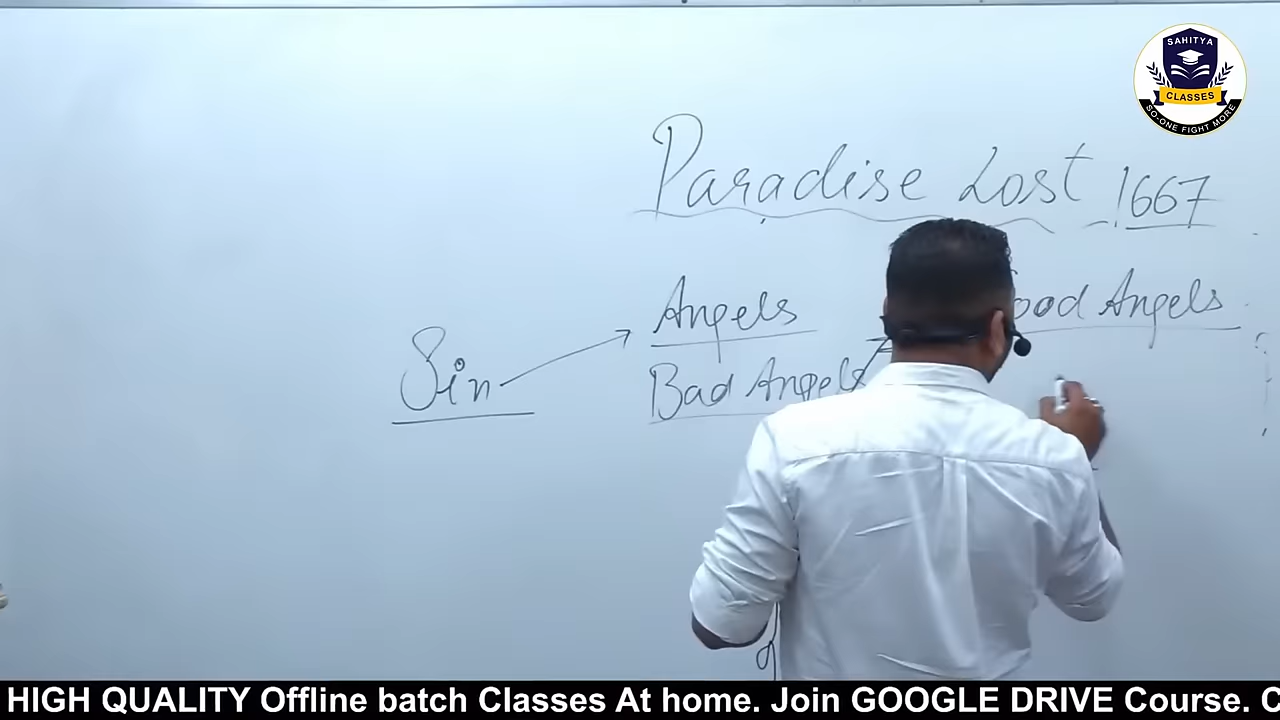 SAHITYA
CLASSES
SO-ONE FIGHT MORE
Paradise Lost 1667
Angels
ood Angels
Sin
Bad Angels
HIGH QUALITY Offline batch Classes At home. Join GOOGLE DRIVE Course. C